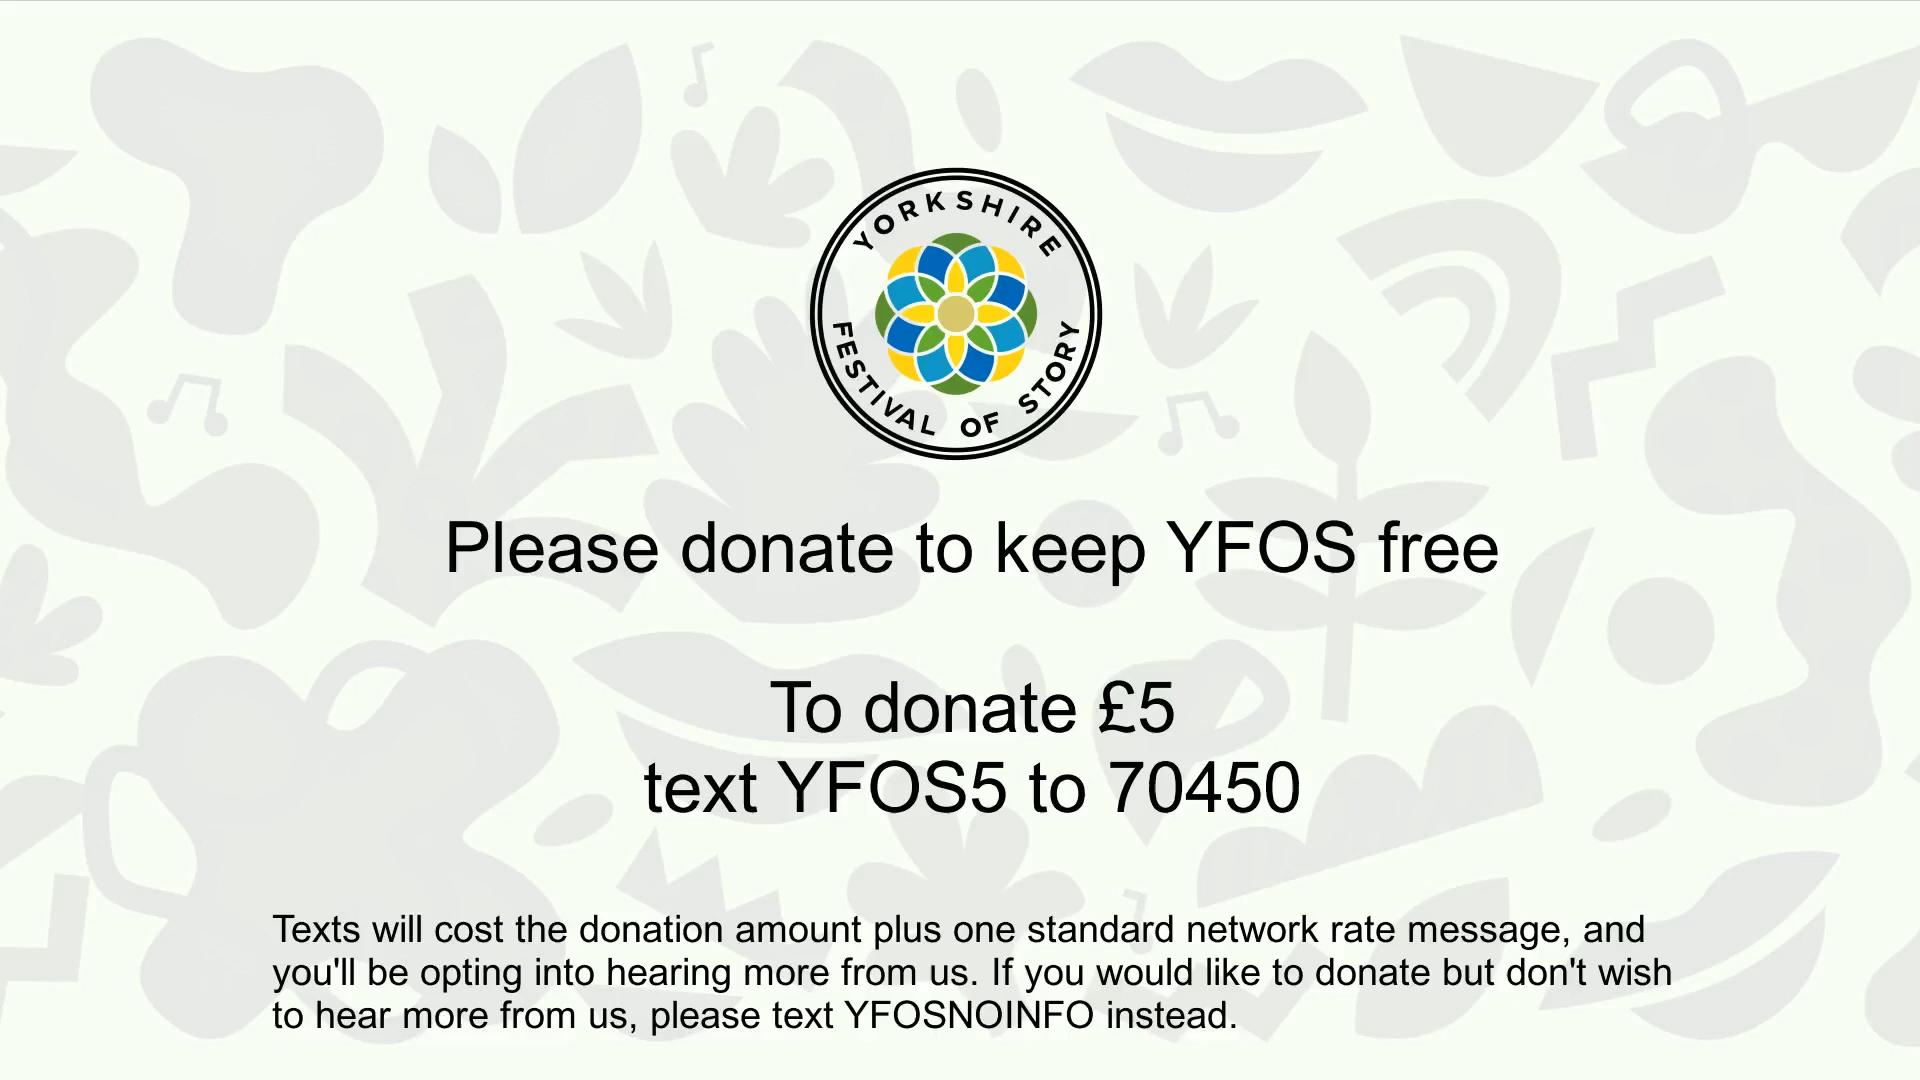 YORKSHIRE
FESTIVAL OF STORY
Please donate to keep YFOS free
To donate £5
text YFOS5 to 70450
Texts will cost the donation amount plus one standard network rate message, and
you'll be opting into hearing more from us. If you would like to donate but don't wish
to hear more from us, please text YFOSNOINFO instead.